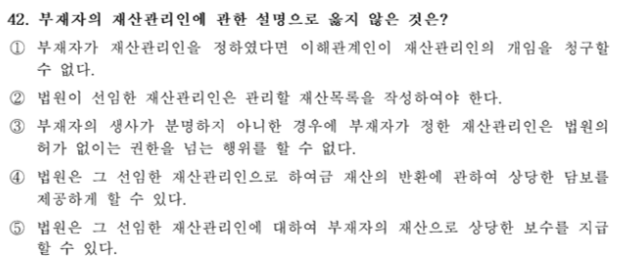 42. 부재자의 재산관리인에 관한 설명으로 옳지 않은 것은?
① 부재자가 재산관리인을 정하였다면 이해관계인이 재산관리인의 개임을 청구할
수 없다.
② 법원이 선임한 재산관리인은 관리할 재산목록을 작성하여야 한다.
③ 부재자의 생사가 분명하지 아니한 경우에 부재자가 정한 재산관리인은 법원의
허가 없이는 권한을 넘는 행위를 할 수 없다.
④ 법원은 그 선임한 재산관리인으로 하여금 재산의 반환에 관하여 상당한 담보를
제공하게 할 수 있다.
⑤ 법원은 그 선임한 재산관리인에 대하여 부재자의 재산으로 상당한 보수를 지급
할 수 있다.